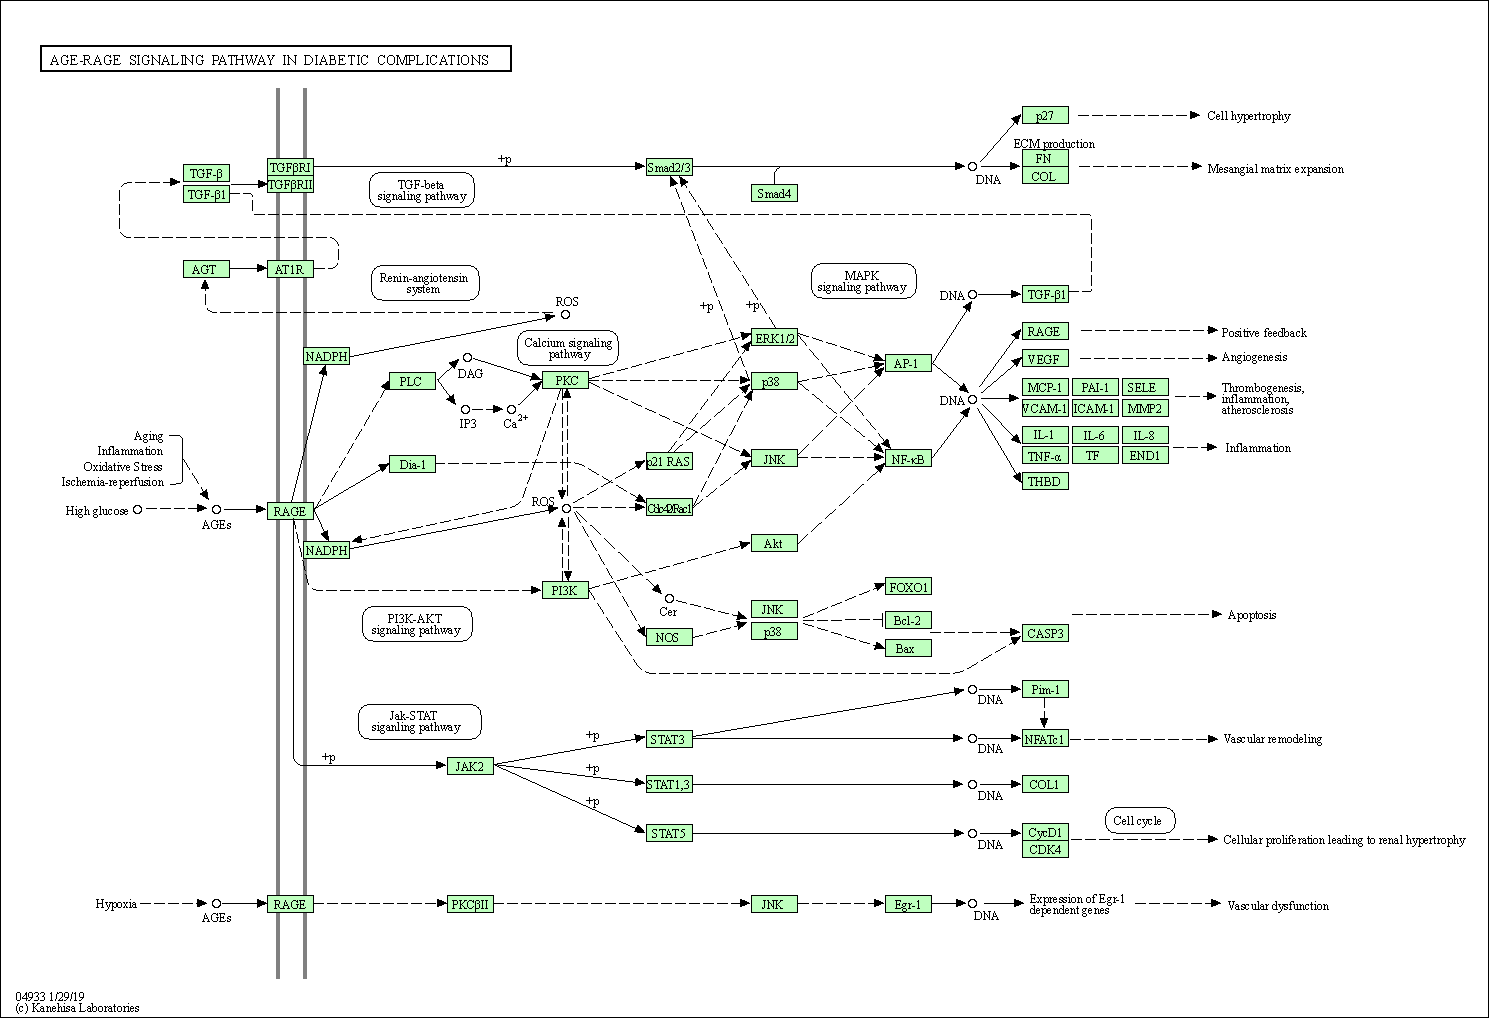 AGE-RAGE SIGNALING PATHWAY IN DIABETIC COMPLICATIONS
p27
Cell hypertrophy
ECM production
FN
COL
Mesangial matrix expansion
TGF-β
TGF-β1
TGFβRI
TGFβRII
+p
TGF-beta
signaling pathway
Smad2/3
Smad4
DNA
AGT
AT1R
Renin-angiotensin
system
MAPK
signaling pathway
ROS
+p
+p
DNA
TGF-β1
NADPH
Calcium signaling
pathway
ERK1/2
RAGE
Positive feedback
PLC
DAG
PKC
p38
AP-1
VEGF
Angiogenesis
IP3
Ca2+
DNA
MCP-1
PAI-1
SELE
VCAM-1
ICAM-1
MMP2
Thrombogenesis,
inflammation,
atherosclerosis
Aging
Inflammation
Oxidative Stress
Ischemia-reperfusion
Dia-1
p21 RAS
JNK
NF-κB
IL-1
IL-6
IL-8
TNF-α
TF
END1
Inflammation
THBD
High glucose
AGEs
RAGE
ROS
Cdc42/Rac1
NADPH
Akt
PI3K
PI3K-AKT
signaling pathway
Cer
NOS
JNK
p38
FOXO1
Bcl-2
Bax
CASP3
Apoptosis
Jak-STAT
siganling pathway
+p
JAK2
+p
+p
+p
STAT3
STAT1,3
STAT5
DNA
Pim-1
DNA
NFATc1
Vascular remodeling
DNA
COL1
DNA
CycD1
CDK4
Cell cycle
Cellular proliferation leading to renal hypertrophy
Hypoxia
AGEs
RAGE
PKCβII
JNK
Egr-1
DNA
Expression of Egr-1
dependent genes
Vascular dysfunction
04933 1/29/19
(c) Kanehisa Laboratories